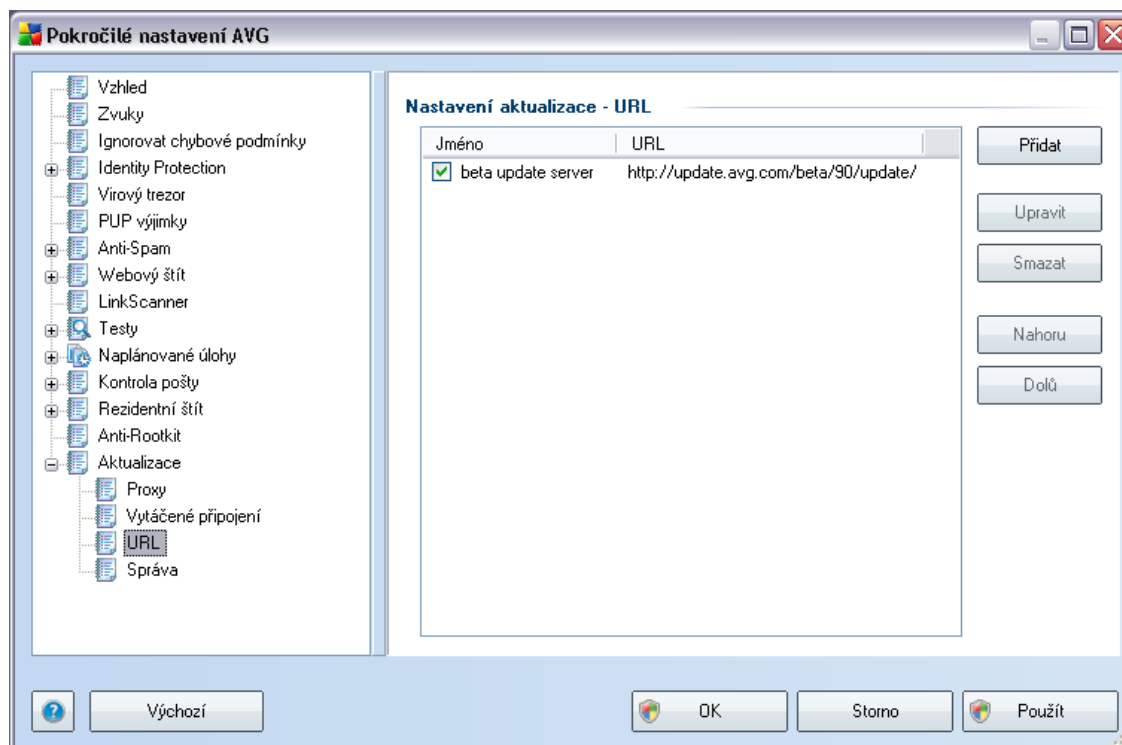 Pokročilé nastavení AVG
Vzhled
Zvuky
Ignorovat chybové podmínky
Identity Protection
Virový trezor
PUP výjimky
Anti-Spam
Webový štít
LinkScanner
Testy
Naplánované úlohy
Kontrola pošty
Rezidentní štít
Anti-Rootkit
Aktualizace
Proxy
Vytáčené připojení
URL
Správa
Nastavení aktualizace - URL
Jméno URL
beta update server http://update.avg.com/beta/90/update/
Přidat
Upravit
Smazat
Nahoru
Dolů
Výchozí
OK
Storno
Použít